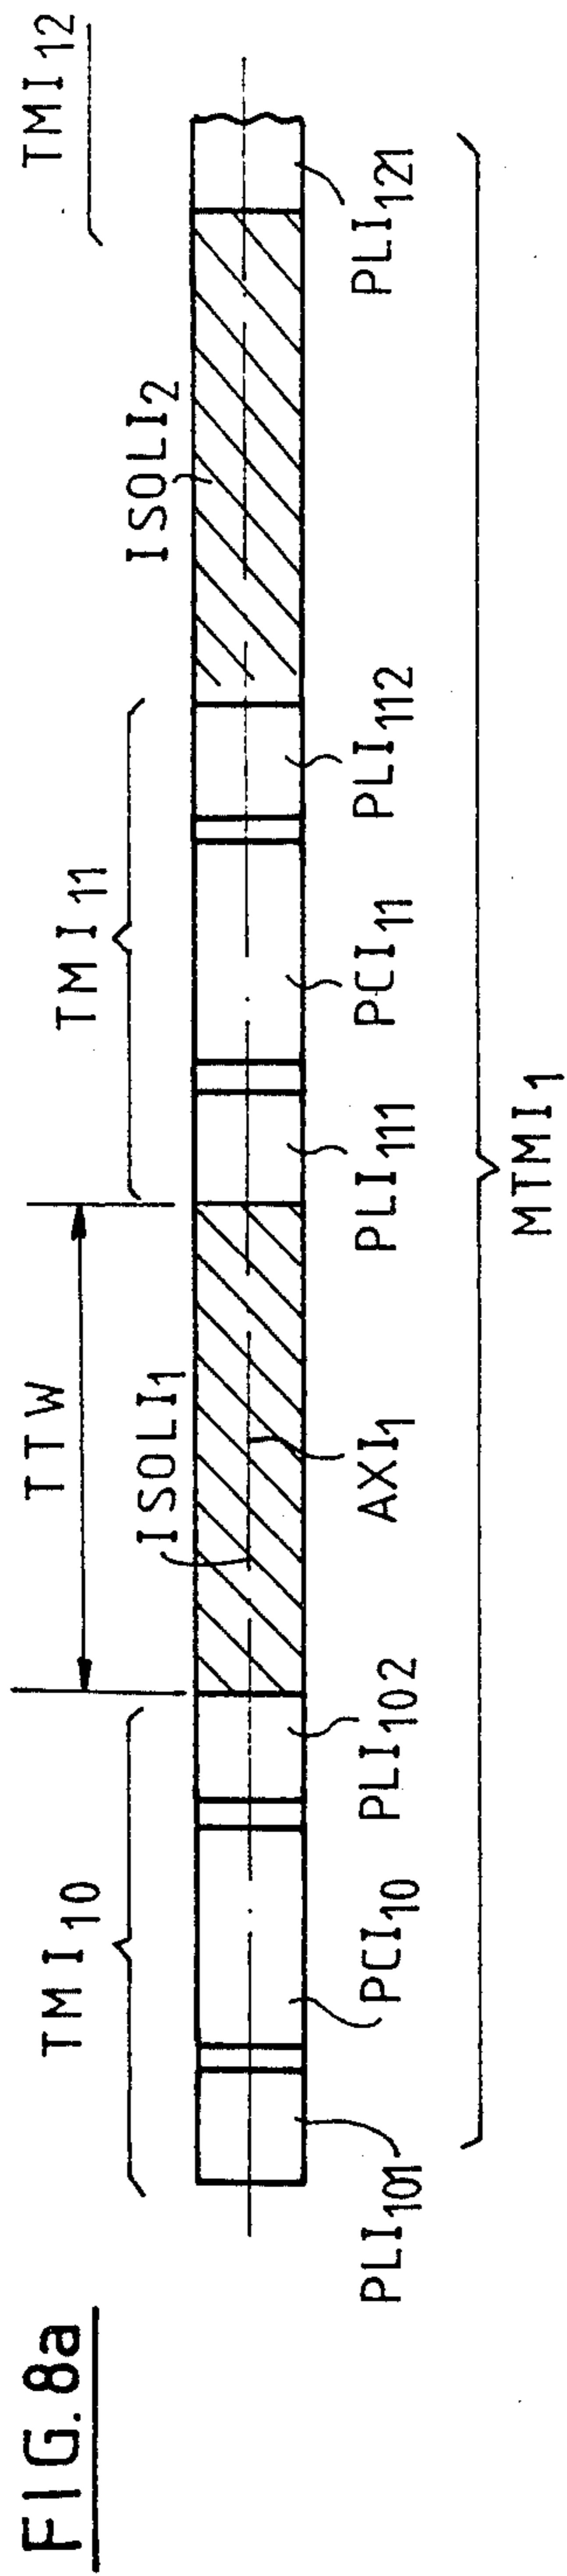 FIG.8a
TMI10
TTW
TMI11
TMI12
ISOLI1
ISOLI2
PLI101
PCI10
PLI102
AXI1
PLI111
PCI11
PLI112
PLI121
MTMI1